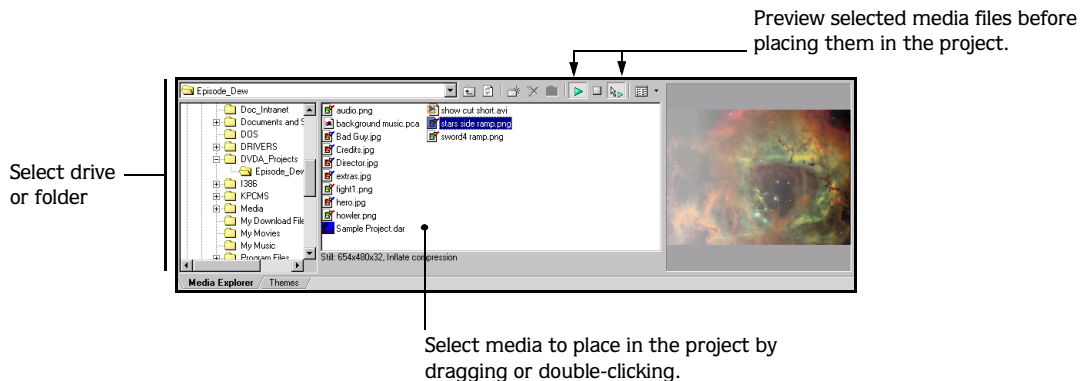 Preview selected media files before
placing them in the project.
Episode_Dew
Select drive
or folder
Doc_Intranet
Documents and S
DOS
DRIVERS
DVDA_Projects
Episode_Dew
I386
KPCMS
Media
My Download File
My Movies
My Music
Program Files
audio.png
background music.pca
Bad Guy.jpg
Credits.jpg
Director.jpg
extras.jpg
fight1.png
hero.jpg
howler.png
Sample Project.dar
show cut short.avi
stars side ramp.png
sword4 ramp.png
Still: 654x480x32, Inflate compression
Media Explorer
Themes
Select media to place in the project by
dragging or double-clicking.